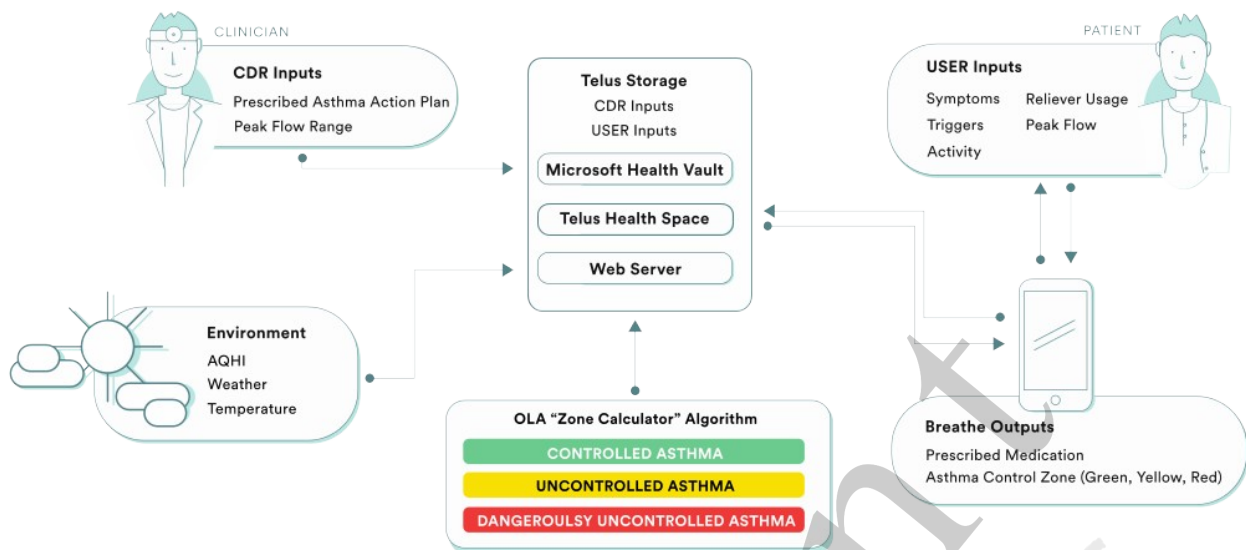 CLINICIAN
CDR Inputs
Prescribed Asthma Action Plan
Peak Flow Range
Telus Storage
CDR Inputs
USER Inputs
Microsoft Health Vault
Telus Health Space
Web Server
PATIENT
USER Inputs
Symptoms Reliever Usage
Triggers Peak Flow
Activity
Environment
AQHI
Weather
Temperature
OLA “Zone Calculator” Algorithm
CONTROLLED ASTHMA
UNCONTROLLED ASTHMA
DANGEROULSY UNCONTROLLED ASTHMA
Breathe Outputs
Prescribed Medication
Asthma Control Zone (Green, Yellow, Red)